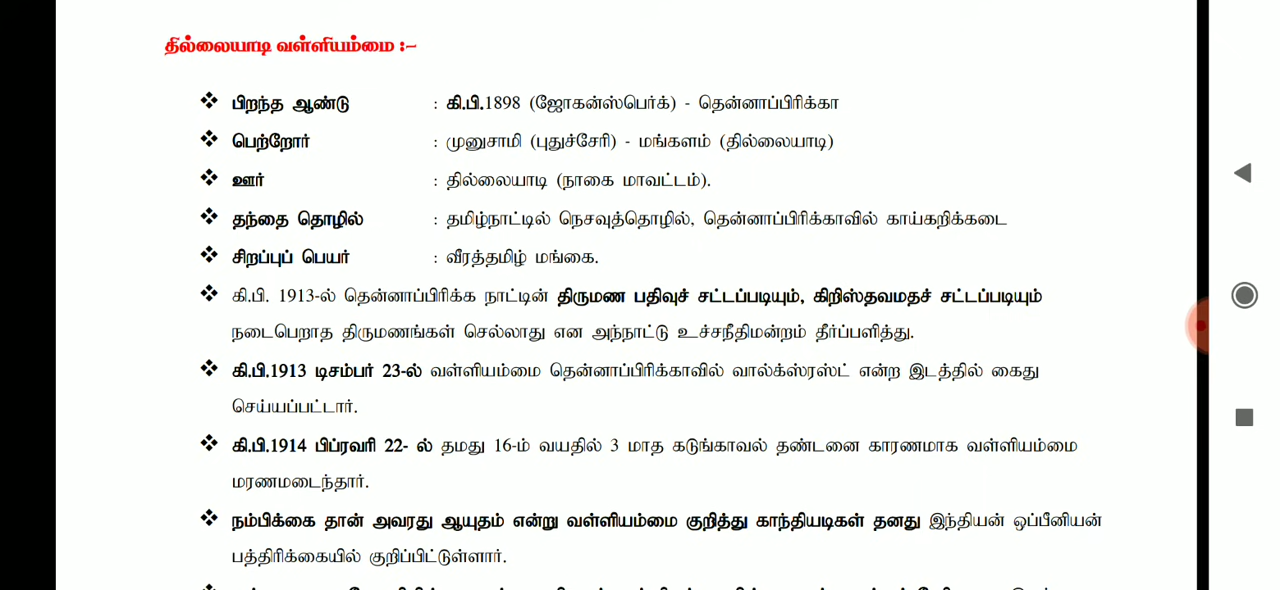 தில்லையாடி வள்ளியம்மை :-
❖ பிறந்த ஆண்டு : கி.பி.1898 (ஜோகன்ஸ்பெர்க்) - தென்னாப்பிரிக்கா
❖ பெற்றோர் : முனுசாமி (புதுச்சேரி) - மங்களம் (தில்லையாடி)
❖ ஊர் : தில்லையாடி (நாகை மாவட்டம்).
❖ தந்தை தொழில் : தமிழ்நாட்டில் நெசவுத்தொழில், தென்னாப்பிரிக்காவில் காய்கறிக்கடை
❖ சிறப்புப் பெயர் : வீரத்தமிழ் மங்கை.
❖ கி.பி. 1913-ல் தென்னாப்பிரிக்க நாட்டின் திருமண பதிவுச் சட்டப்படியும், கிறிஸ்தவமதச் சட்டப்படியும்
நடைபெறாத திருமணங்கள் செல்லாது என அந்நாட்டு உச்சநீதிமன்றம் தீர்ப்பளித்து.
❖ கி.பி.1913 டிசம்பர் 23-ல் வள்ளியம்மை தென்னாப்பிரிக்காவில் வால்க்ஸ்ரஸ்ட் என்ற இடத்தில் கைது
செய்யப்பட்டார்.
❖ கி.பி.1914 பிப்ரவரி 22- ல் தமது 16-ம் வயதில் 3 மாத கடுங்காவல் தண்டனை காரணமாக வள்ளியம்மை
மரணமடைந்தார்.
❖ நம்பிக்கை தான் அவரது ஆயுதம் என்று வள்ளியம்மை குறித்து காந்தியடிகள் தனது இந்தியன் ஒப்பீனியன்
பத்திரிக்கையில் குறிப்பிட்டுள்ளார்.